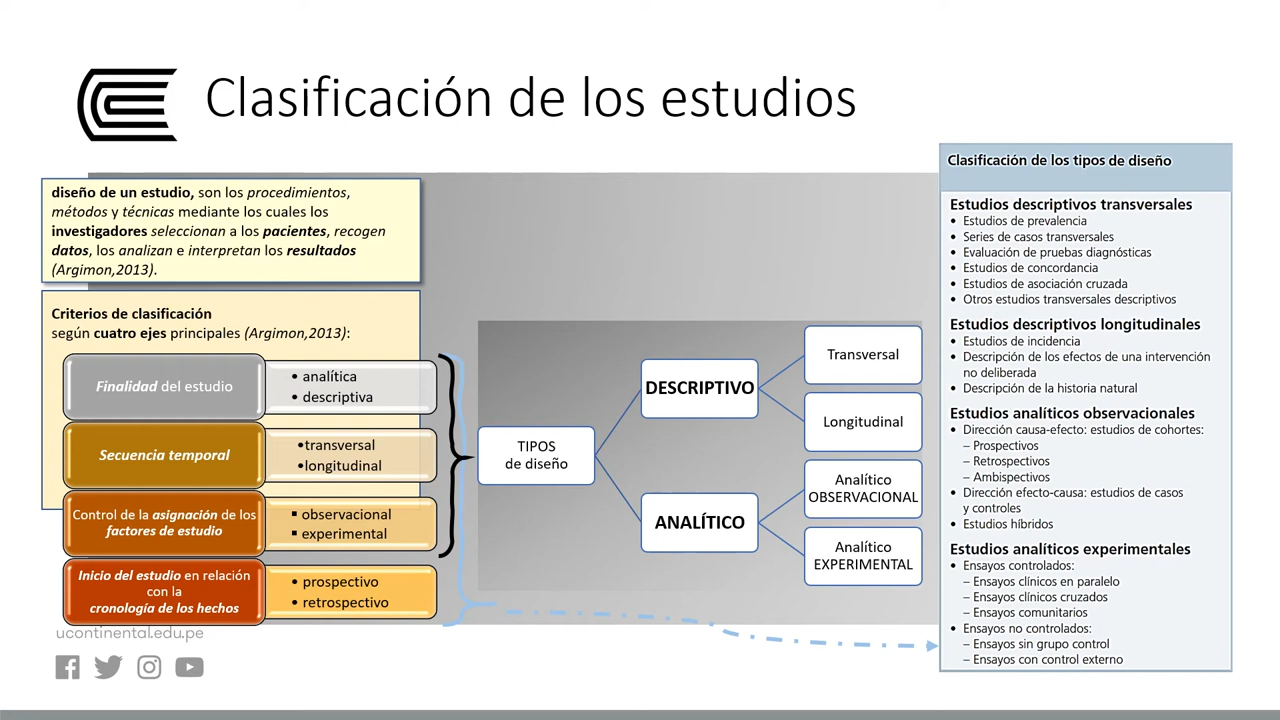 Clasificación de los estudios
diseño de un estudio, son los procedimientos,
métodos y técnicas mediante los cuales los
investigadores seleccionan a los pacientes, recogen
datos, los analizan e interpretan los resultados
(Argimon,2013).
Criterios de clasificación
según cuatro ejes principales (Argimon,2013):
Finalidad del estudio
• analítica
• descriptiva
Secuencia temporal
•transversal
•longitudinal
Control de la asignación de los
factores de estudio
▪ observacional
▪ experimental
Inicio del estudio en relación
con la
cronología de los hechos
• prospectivo
• retrospectivo
TIPOS
de diseño
DESCRIPTIVO
Transversal
Longitudinal
ANALÍTICO
Analítico
OBSERVACIONAL
Analítico
EXPERIMENTAL
Clasificación de los tipos de diseño
Estudios descriptivos transversales
• Estudios de prevalencia
• Series de casos transversales
• Evaluación de pruebas diagnósticas
• Estudios de concordancia
• Estudios de asociación cruzada
• Otros estudios transversales descriptivos
Estudios descriptivos longitudinales
• Estudios de incidencia
• Descripción de los efectos de una intervención
no deliberada
• Descripción de la historia natural
Estudios analíticos observacionales
• Dirección causa-efecto: estudios de cohortes:
– Prospectivos
– Retrospectivos
– Ambispectivos
• Dirección efecto-causa: estudios de casos
y controles
• Estudios híbridos
Estudios analíticos experimentales
• Ensayos controlados:
– Ensayos clínicos en paralelo
– Ensayos clínicos cruzados
– Ensayos comunitarios
• Ensayos no controlados:
– Ensayos sin grupo control
– Ensayos con control externo
ucontinental.edu.pe